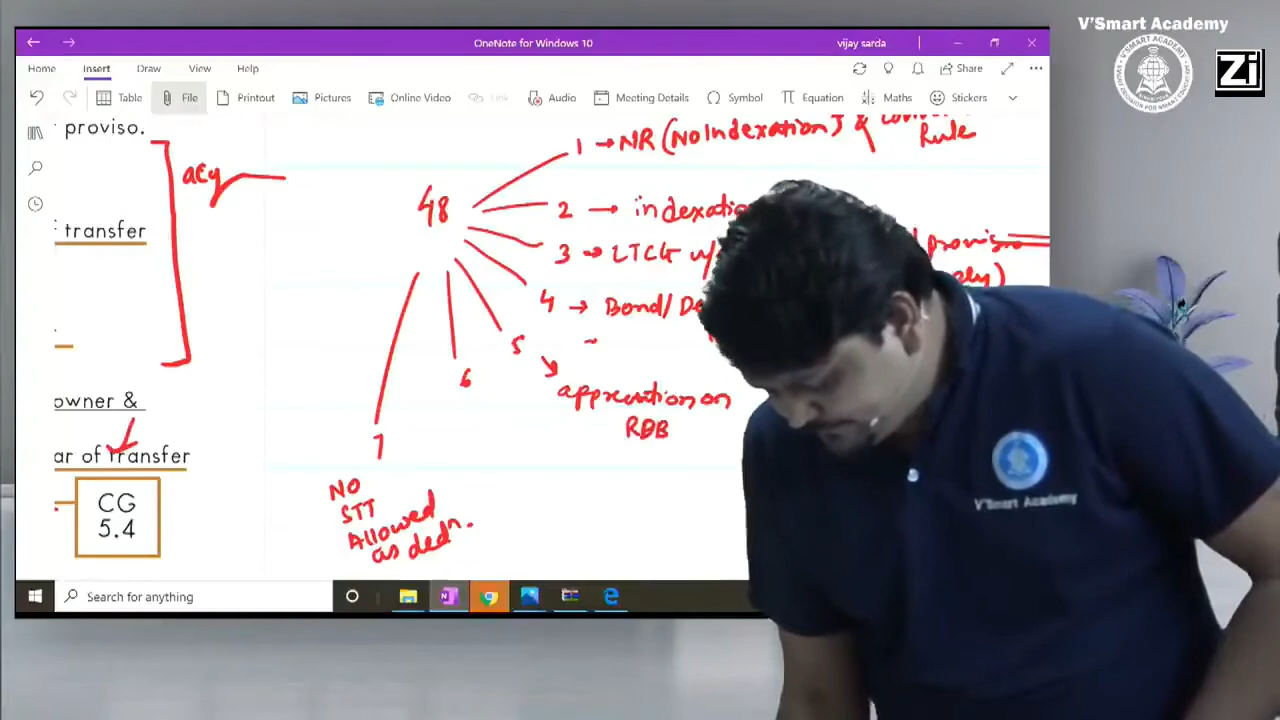 V'Smart Academy
Zi
OneNote for Windows 10
vijay sarda
Home
Insert
Draw
View
Help
Share
Table
File
Printout
Pictures
Online Video
Link
Audio
Meeting Details
Symbol
Equation
Maths
Stickers
proviso.
transfer
owner &
ar of Transfer
CG
5.4
acq
48
1 → NR (No Indexation) &
Rule
2 → indexatio
3 → LTCG w/
proviso
4 → Bond/ De
5
appreciation on
RDB
6
7
NO
STT
Allowed
as dedn.
Search for anything
V'Smart Academy